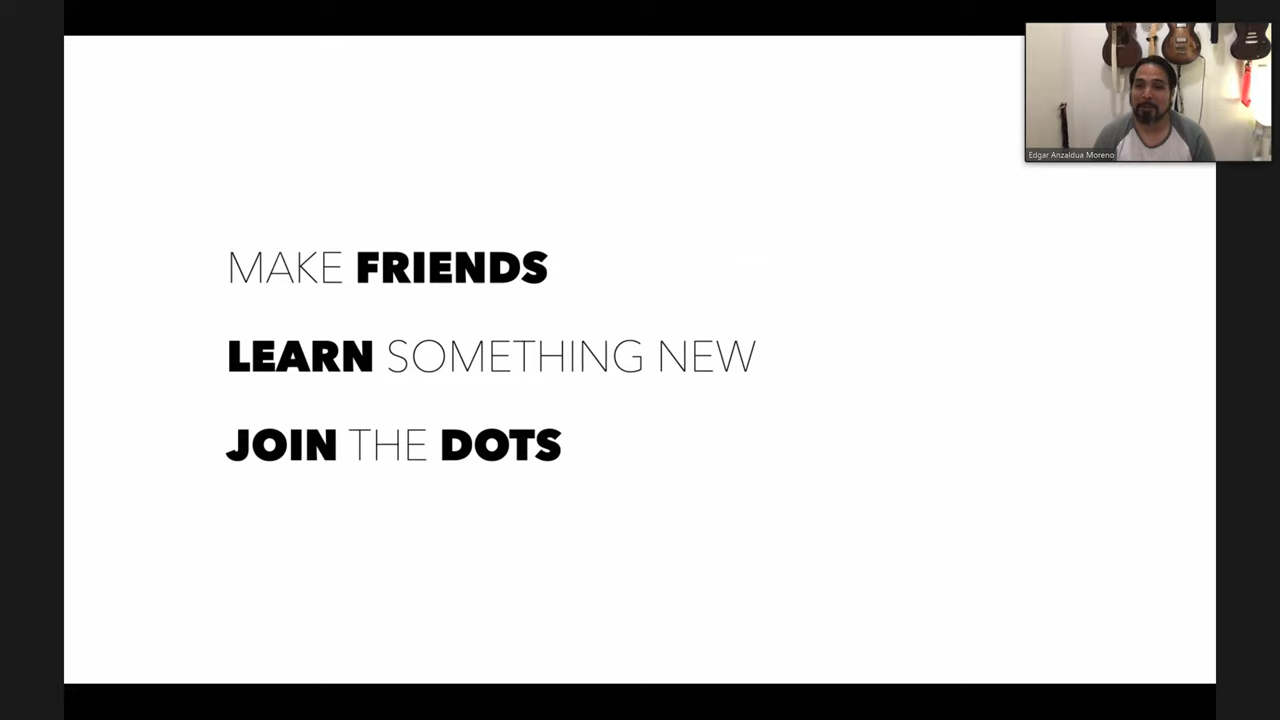 Edgar Anzaldua Moreno
MAKE FRIENDS
LEARN SOMETHING NEW
JOIN THE DOTS